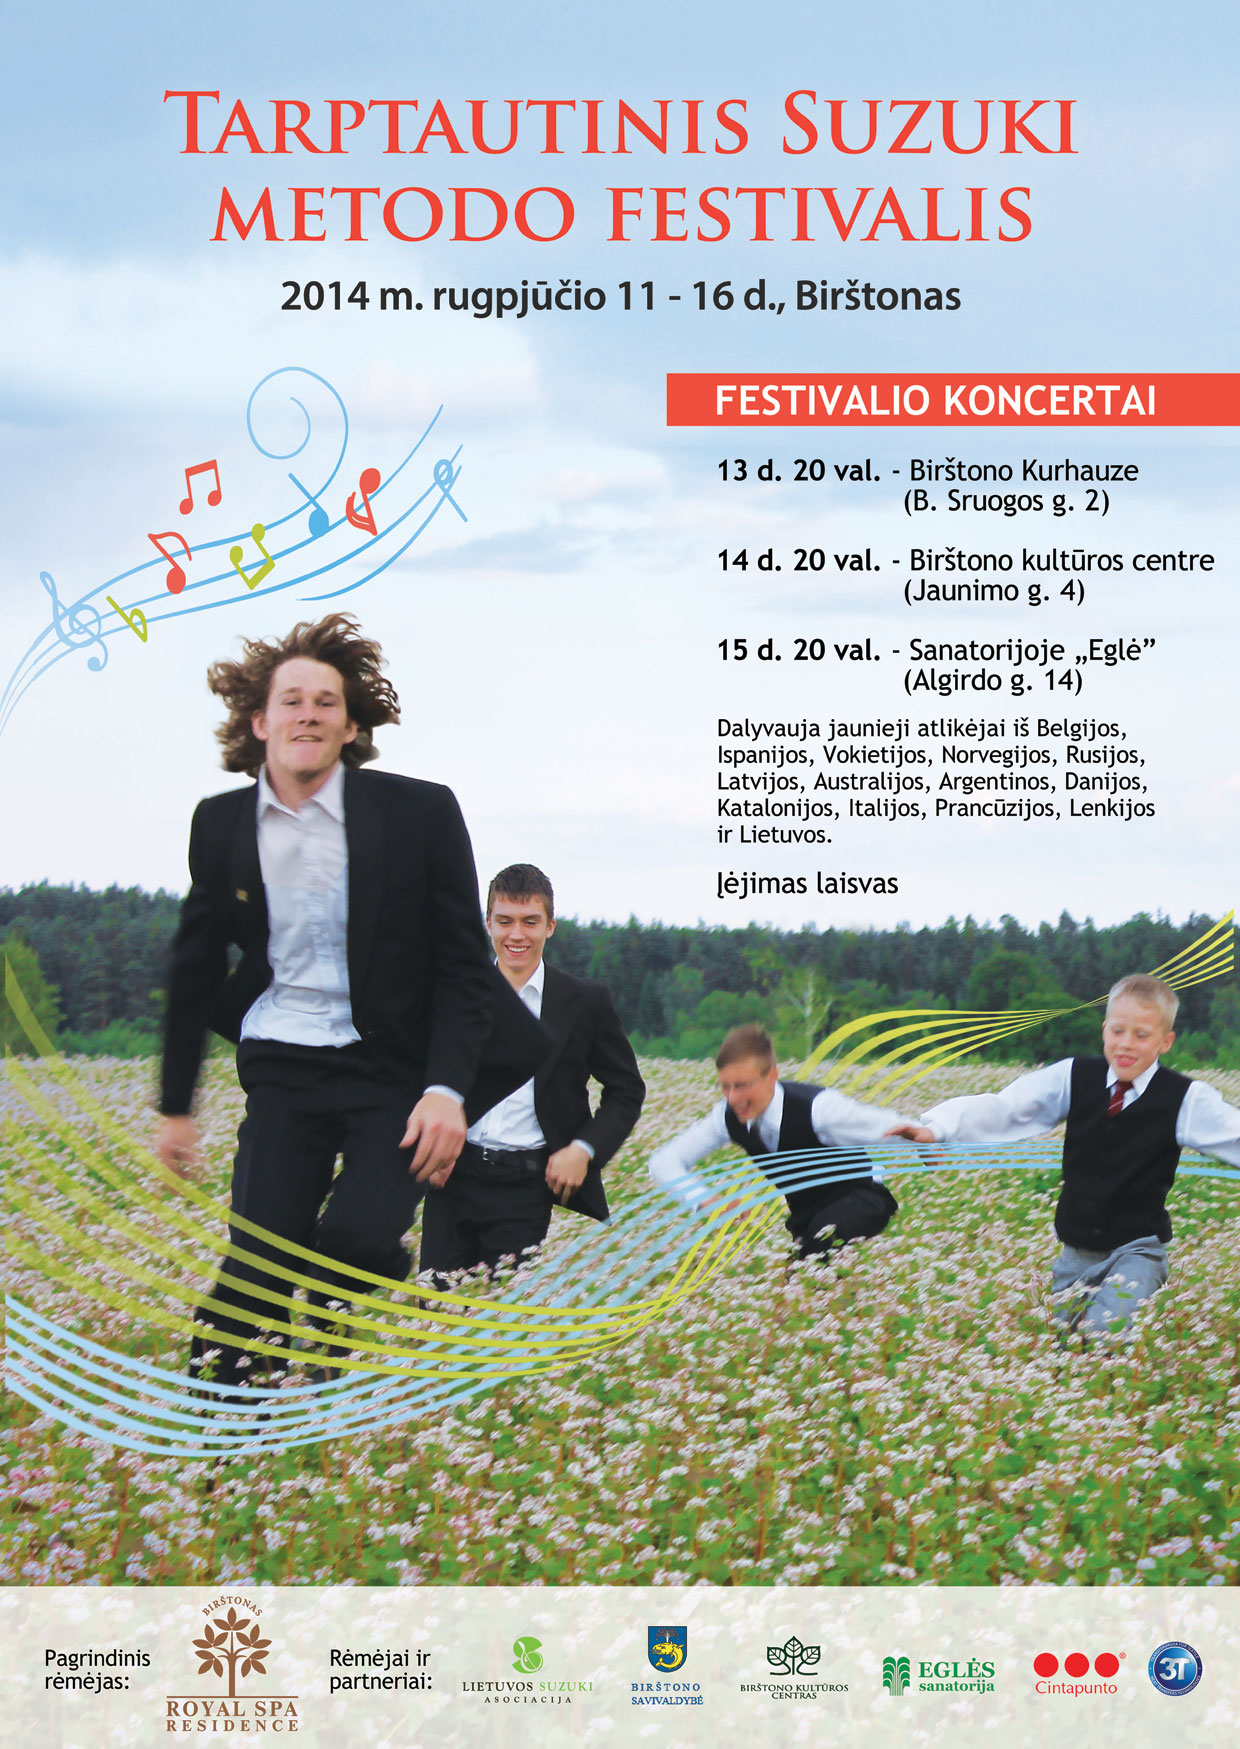 Tarptautinis Suzuki
metodo festivalis
2014 m. rugpjūčio 11 - 16 d., Birštonas
FESTIVALIO KONCERTAI
13 d. 20 val. - Birštono Kurhauze
(B. Sruogos g. 2)
14 d. 20 val. - Birštono kultūros centre
(Jaunimo g. 4)
15 d. 20 val. - Sanatorijoje „Eglė”
(Algirdo g. 14)
Dalyvauja jaunieji atlikėjai iš Belgijos,
Ispanijos, Vokietijos, Norvegijos, Rusijos,
Latvijos, Australijos, Argentinos, Danijos,
Katalonijos, Italijos, Prancūzijos, Lenkijos
ir Lietuvos.
Įėjimas laisvas
Pagrindinis
rėmėjas:
BIRŠTONAS
ROYAL SPA
RESIDENCE
Rėmėjai ir
partneriai:
LIETUVOS SUZUKI
ASOCIACIJA
BIRŠTONO
SAVIVALDYBĖ
BIRŠTONO KULTŪROS
CENTRAS
EGLĖS
sanatorija
Cintapunto®
3T